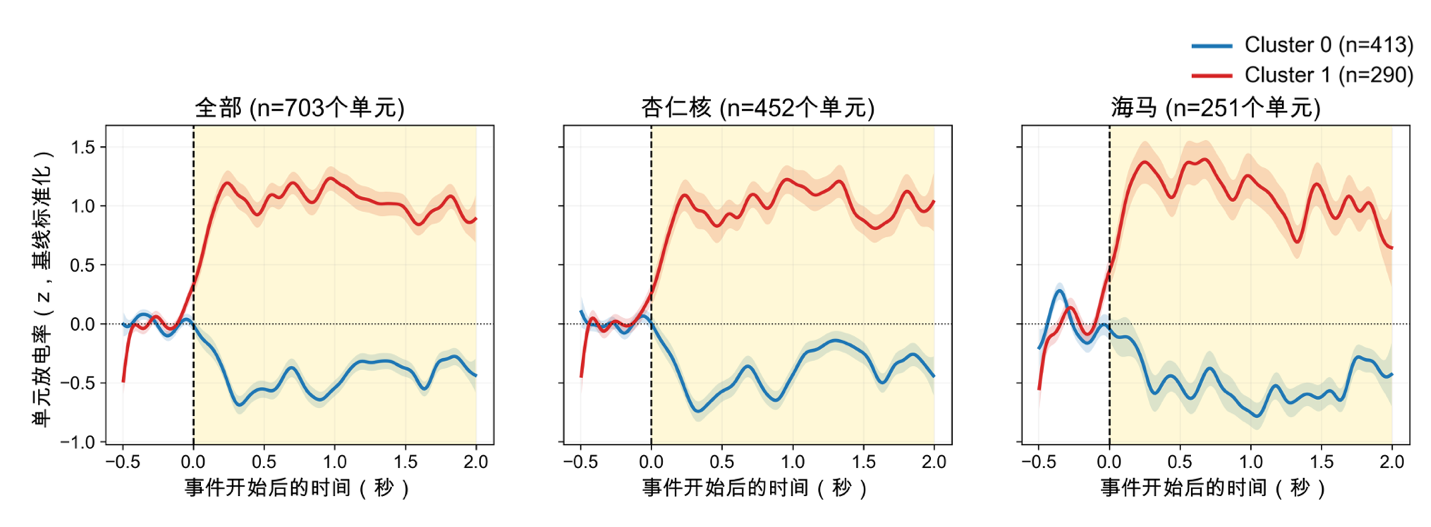 Cluster 0 (n=413)
Cluster 1 (n=290)
全部 (n=703个单元)
杏仁核 (n=452个单元)
海马 (n=251个单元)
单元放电率（z，基线标准化）
1.5
1.0
0.5
0.0
−0.5
−1.0
−0.5 0.0 0.5 1.0 1.5 2.0
−0.5 0.0 0.5 1.0 1.5 2.0
−0.5 0.0 0.5 1.0 1.5 2.0
事件开始后的时间（秒）
事件开始后的时间（秒）
事件开始后的时间（秒）